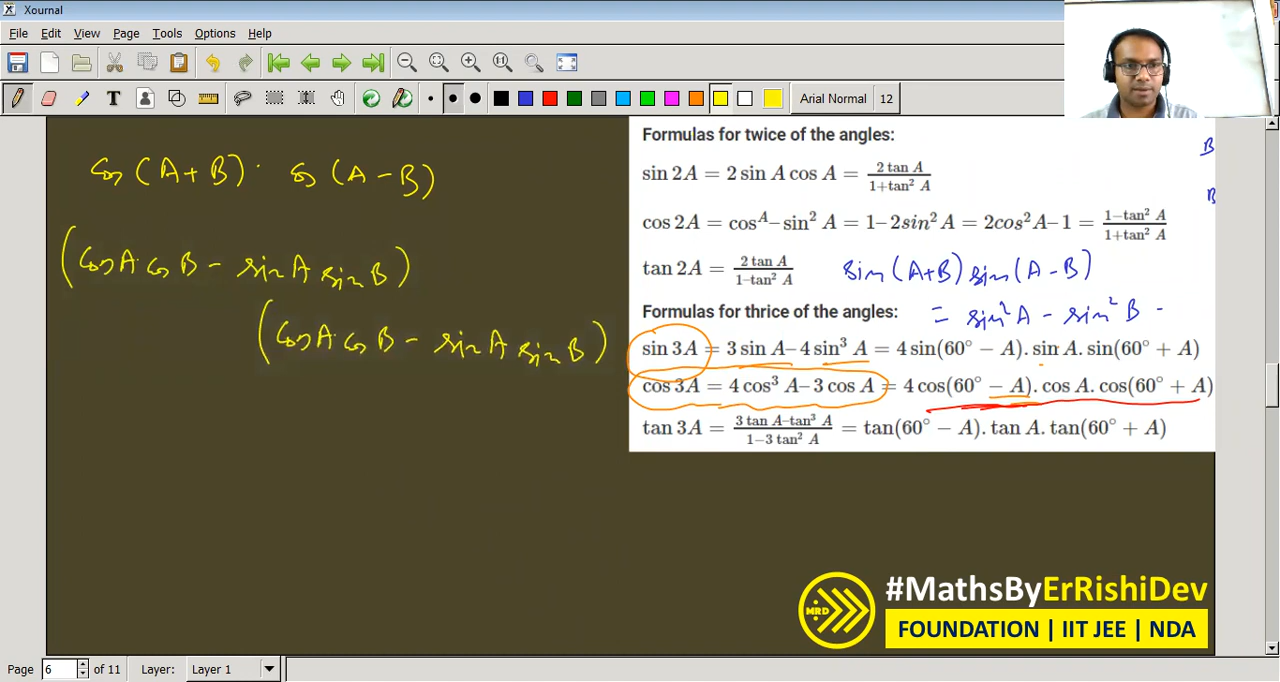 Xournal
File Edit View Page Tools Options Help
Arial Normal 12
cos (A+B) · cos (A-B)
(cosA. cosB - sinA sinB)
(cosA. cosB - sinA sinB)
Formulas for twice of the angles:
sin 2A = 2 sin A cos A = 2 tan A / 1+tan² A
cos 2A = cos^A – sin² A = 1–2sin² A = 2cos² A–1 = 1–tan² A / 1+tan² A
tan 2A = 2 tan A / 1–tan² A
sin(A+B) sin(A-B)
= sin²A - sin²B -
Formulas for thrice of the angles:
sin 3A = 3 sin A–4 sin³ A = 4 sin(60° − A). sin A. sin(60° + A)
cos 3A = 4 cos³ A–3 cos A = 4 cos(60° − A). cos A. cos(60° + A)
tan 3A = 3 tan A–tan³ A / 1–3 tan² A = tan(60° − A). tan A. tan(60° + A)
B
B
MRD
#MathsByErRishiDev
FOUNDATION | IIT JEE | NDA
Page 6 of 11 Layer: Layer 1